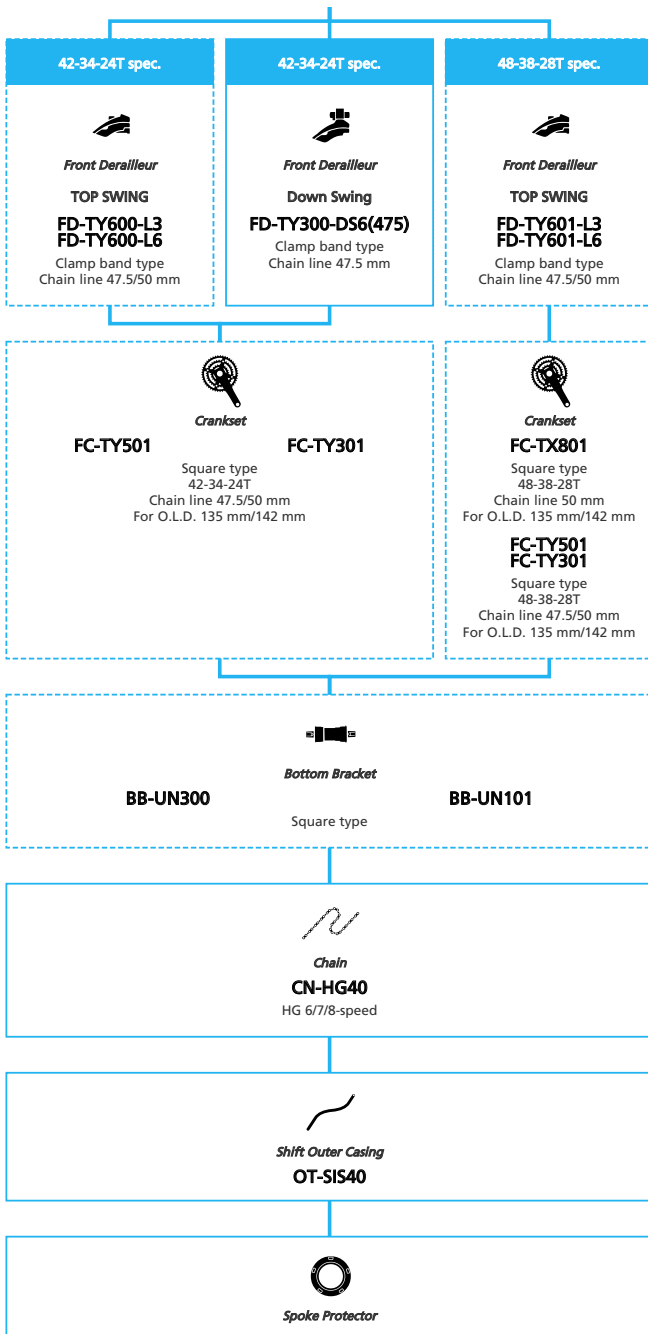 42-34-24T spec.
Front Derailleur
TOP SWING
FD-TY600-L3
FD-TY600-L6
Clamp band type
Chain line 47.5/50 mm
42-34-24T spec.
Front Derailleur
Down Swing
FD-TY300-DS6(475)
Clamp band type
Chain line 47.5 mm
48-38-28T spec.
Front Derailleur
TOP SWING
FD-TY601-L3
FD-TY601-L6
Clamp band type
Chain line 47.5/50 mm
Crankset
FC-TY501 FC-TY301
Square type
42-34-24T
Chain line 47.5/50 mm
For O.L.D. 135 mm/142 mm
Crankset
FC-TX801
Square type
48-38-28T
Chain line 50 mm
For O.L.D. 135 mm/142 mm
FC-TY501
FC-TY301
Square type
48-38-28T
Chain line 47.5/50 mm
For O.L.D. 135 mm/142 mm
Bottom Bracket
BB-UN300 BB-UN101
Square type
Chain
CN-HG40
HG 6/7/8-speed
Shift Outer Casing
OT-SIS40
Spoke Protector